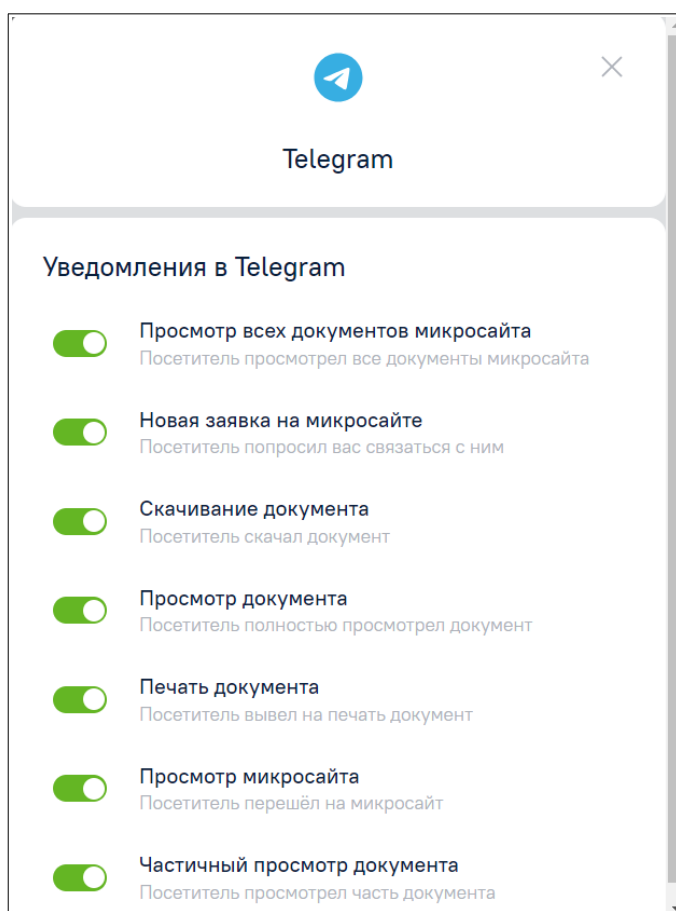 Telegram
Уведомления в Telegram
Просмотр всех документов микросайта
Посетитель просмотрел все документы микросайта
Новая заявка на микросайте
Посетитель попросил вас связаться с ним
Скачивание документа
Посетитель скачал документ
Просмотр документа
Посетитель полностью просмотрел документ
Печать документа
Посетитель вывел на печать документ
Просмотр микросайта
Посетитель перешёл на микросайт
Частичный просмотр документа
Посетитель просмотрел часть документа